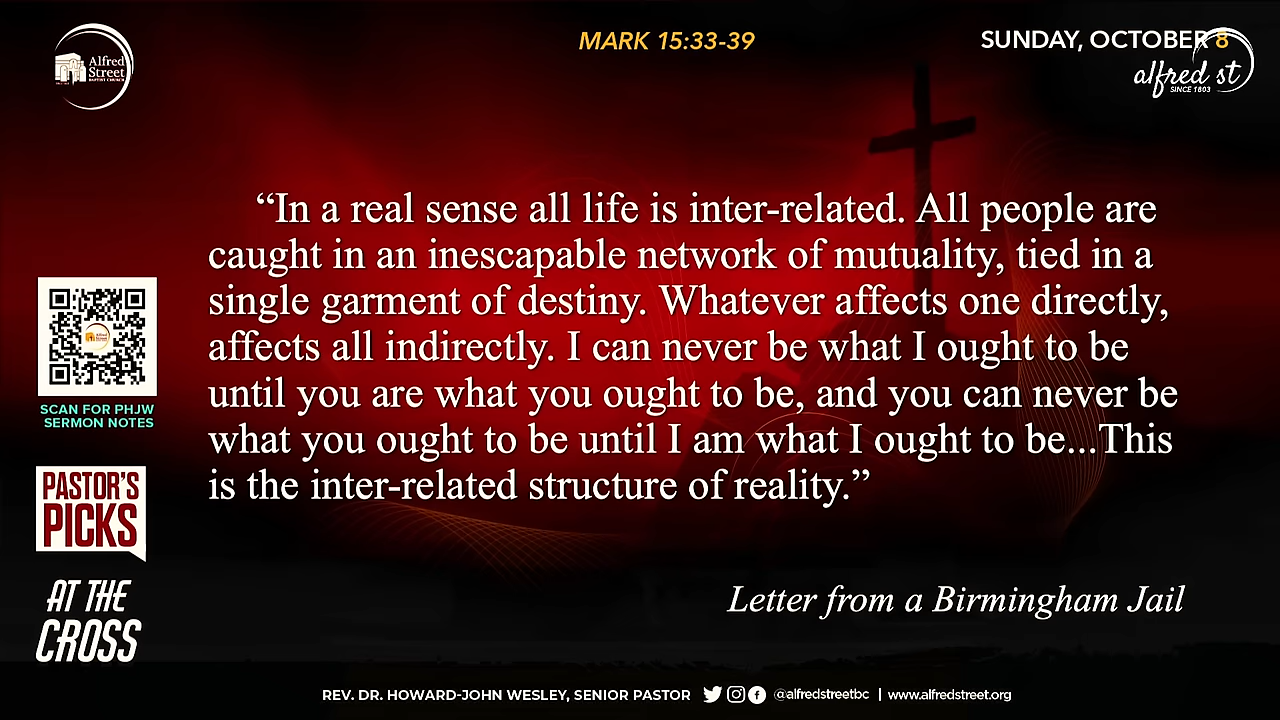 Alfred
Street
BAPTIST CHURCH
MARK 15:33-39
SUNDAY, OCTOBER 8
alfred st
SINCE 1803
“In a real sense all life is inter-related. All people are
caught in an inescapable network of mutuality, tied in a
single garment of destiny. Whatever affects one directly,
affects all indirectly. I can never be what I ought to be
until you are what you ought to be, and you can never be
what you ought to be until I am what I ought to be...This
is the inter-related structure of reality.”
Letter from a Birmingham Jail
SCAN FOR PHJW
SERMON NOTES
PASTOR'S
PICKS
AT THE
CROSS
REV. DR. HOWARD-JOHN WESLEY, SENIOR PASTOR @alfredstreetbc | www.alfredstreet.org